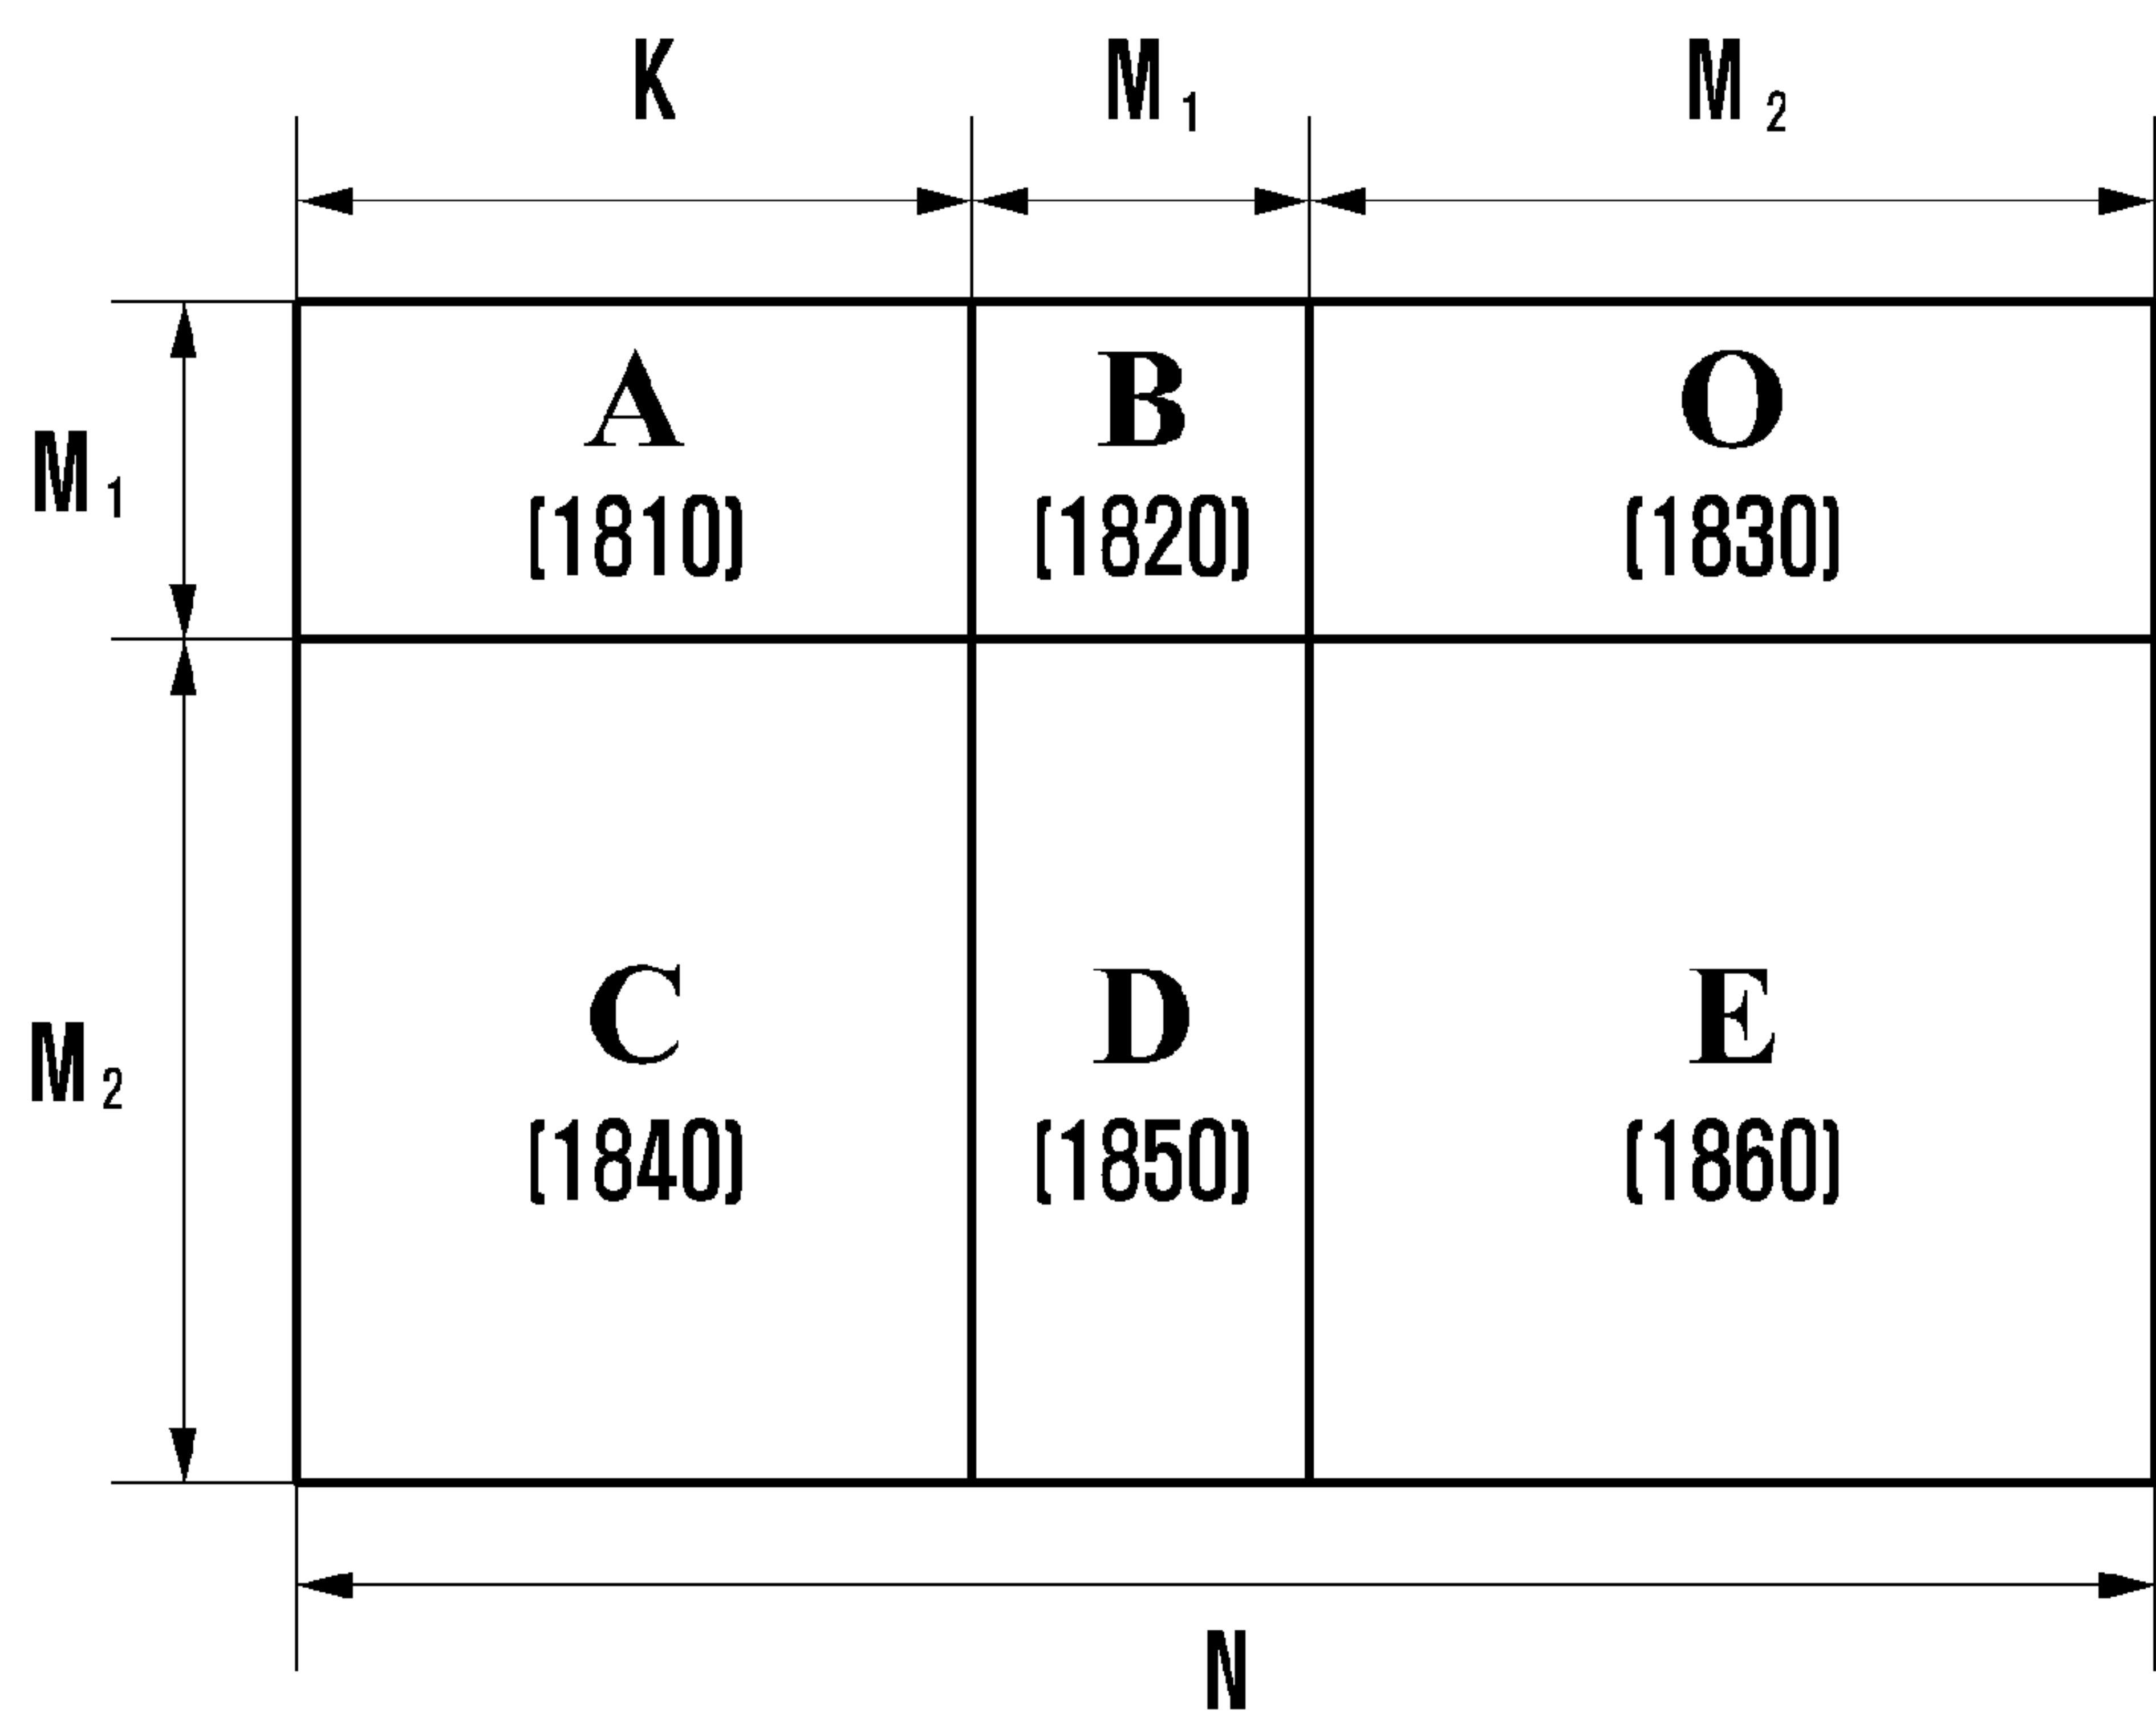 K M1 M2
M1
A B O
(1810) (1820) (1830)
M2
C D E
(1840) (1850) (1860)
N